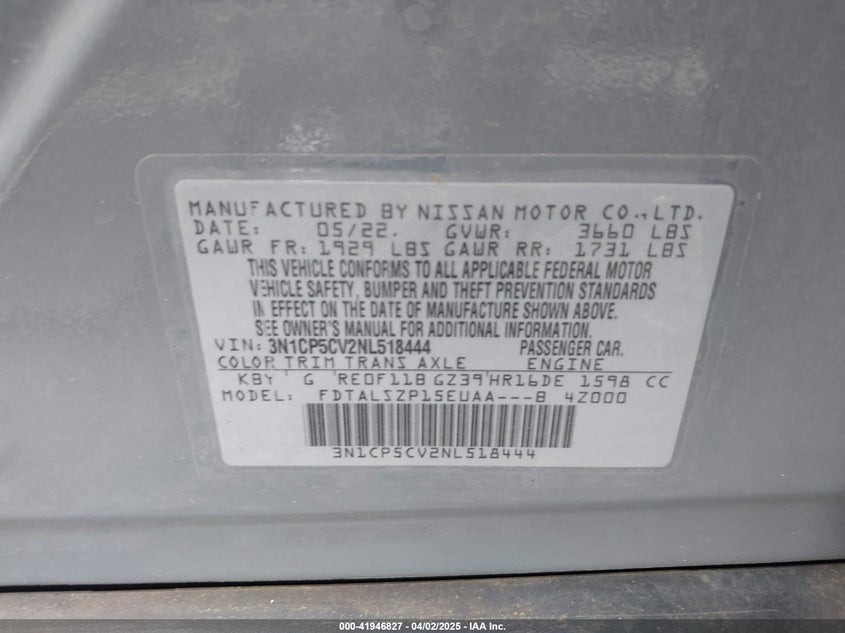 MANUFACTURED BY NISSAN MOTOR CO., LTD.
DATE: 05/22. GVWR: 3660 LBS
GAWR FR: 1929 LBS GAWR RR: 1731 LBS
THIS VEHICLE CONFORMS TO ALL APPLICABLE FEDERAL MOTOR
VEHICLE SAFETY, BUMPER AND THEFT PREVENTION STANDARDS
IN EFFECT ON THE DATE OF MANUFACTURE SHOWN ABOVE.
SEE OWNER'S MANUAL FOR ADDITIONAL INFORMATION.
VIN: 3N1CP5CV2NL518444 PASSENGER CAR.
COLOR TRIM TRANS AXLE ENGINE
KBY G RE0F11B GZ39 HR16DE 1598 CC
MODEL: FDTALSZP15EUAA---B 4Z000
3N1CP5CV2NL518444
000-41946827 - 04/02/2025 - IAA Inc.